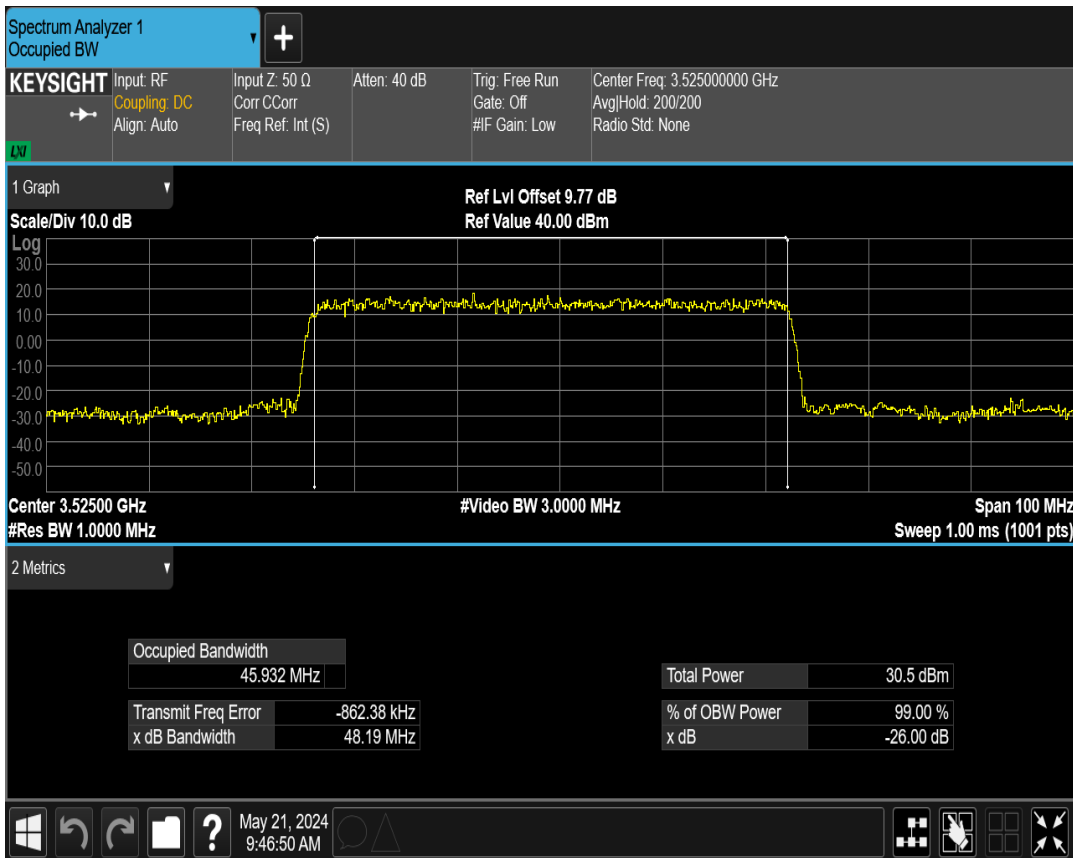 Spectrum Analyzer 1
Occupied BW
+
KEYSIGHT
LXI
Input: RF
Coupling: DC
Align: Auto
Input Z: 50 Ω
Corr CCorr
Freq Ref: Int (S)
Atten: 40 dB
Trig: Free Run
Gate: Off
#IF Gain: Low
Center Freq: 3.525000000 GHz
Avg|Hold: 200/200
Radio Std: None
1 Graph
Scale/Div 10.0 dB
Ref Lvl Offset 9.77 dB
Ref Value 40.00 dBm
Log
30.0
20.0
10.0
0.00
-10.0
-20.0
-30.0
-40.0
-50.0
Center 3.52500 GHz
#Video BW 3.0000 MHz
Span 100 MHz
#Res BW 1.0000 MHz
Sweep 1.00 ms (1001 pts)
2 Metrics
Occupied Bandwidth
45.932 MHz
Transmit Freq Error -862.38 kHz
x dB Bandwidth 48.19 MHz
Total Power 30.5 dBm
% of OBW Power 99.00 %
x dB -26.00 dB
?
May 21, 2024
9:46:50 AM